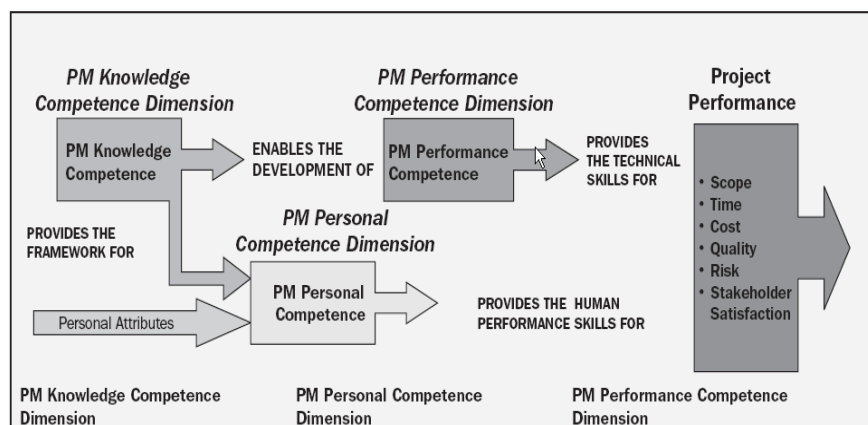 PM Knowledge
Competence Dimension
PM Performance
Competence Dimension
Project
Performance
PM Knowledge
Competence
ENABLES THE
DEVELOPMENT OF
PM Performance
Competence
PROVIDES
THE TECHNICAL
SKILLS FOR
• Scope
• Time
• Cost
• Quality
• Risk
• Stakeholder
Satisfaction
PROVIDES THE
FRAMEWORK FOR
PM Personal
Competence Dimension
PM Personal
Competence
PROVIDES THE HUMAN
PERFORMANCE SKILLS FOR
Personal Attributes
PM Knowledge Competence
Dimension
PM Personal Competence
Dimension
PM Performance Competence
Dimension